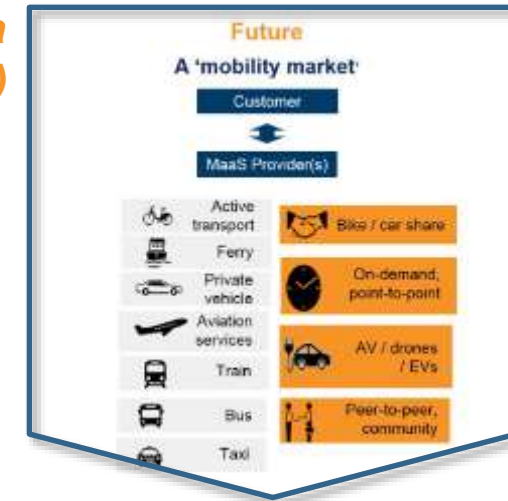 Future
A 'mobility market'
Customer
MaaS Provider(s)
Active
transport
Ferry
Private
vehicle
Aviation
services
Train
Bus
Taxi
Bike / car share
On-demand,
point-to-point
AV / drones
/ EVs
Peer-to-peer,
community